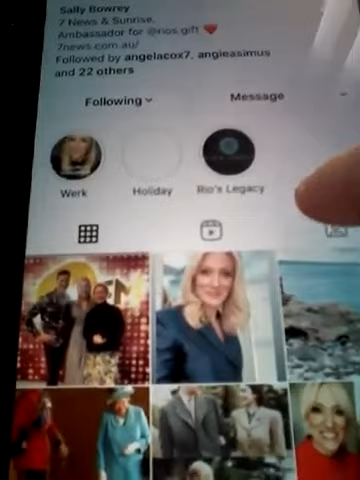 Sally Bowrey
7 News & Sunrise.
Ambassador for @rios.gift
7news.com.au/
Followed by angelacox7, angieasimus
and 22 others
Following
Message
Werk
Holiday
Rio's Legacy